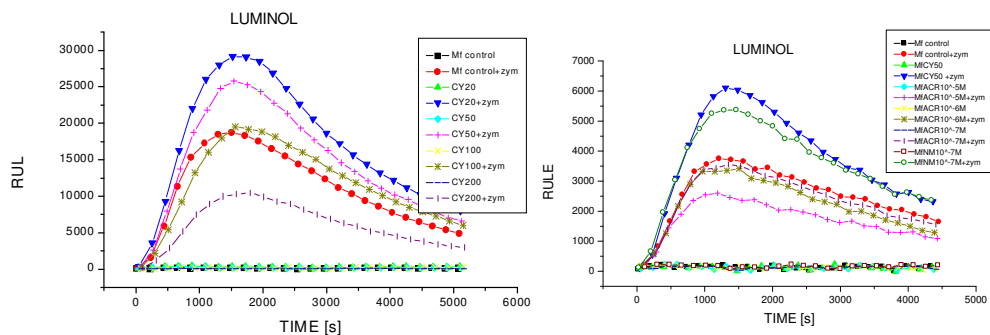 LUMINOL
RUL
30000
25000
20000
15000
10000
5000
0
0 1000 2000 3000 4000 5000 6000
TIME [s]
Mf control
Mf control+zym
CY20
CY20+zym
CY50
CY50+zym
CY100
CY100+zym
CY200
CY200+zym
LUMINOL
RULE
7000
6000
5000
4000
3000
2000
1000
0
0 1000 2000 3000 4000 5000
TIME [s]
Mf control
Mf control+zym
MfCY50
MfCY50 +zym
MfACR10^-5M
MfACR10^-5M+zym
MfACR10^-6M
MfACR10^-6M+zym
MfACR10^-7M
MfACR10^-7M+zym
MfNM10^-7M
MfNM10^-7M+zym